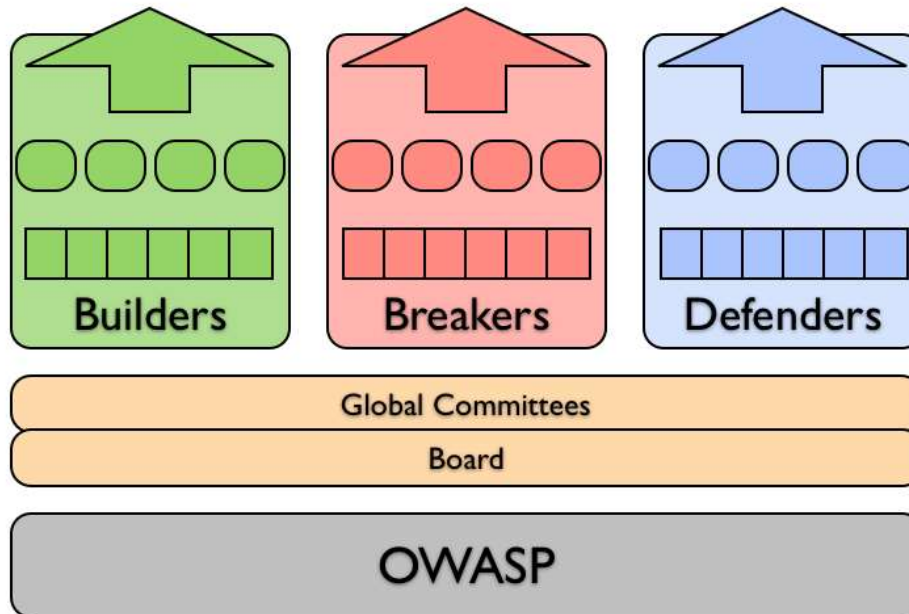 Builders
Breakers
Defenders
Global Committees
Board
OWASP